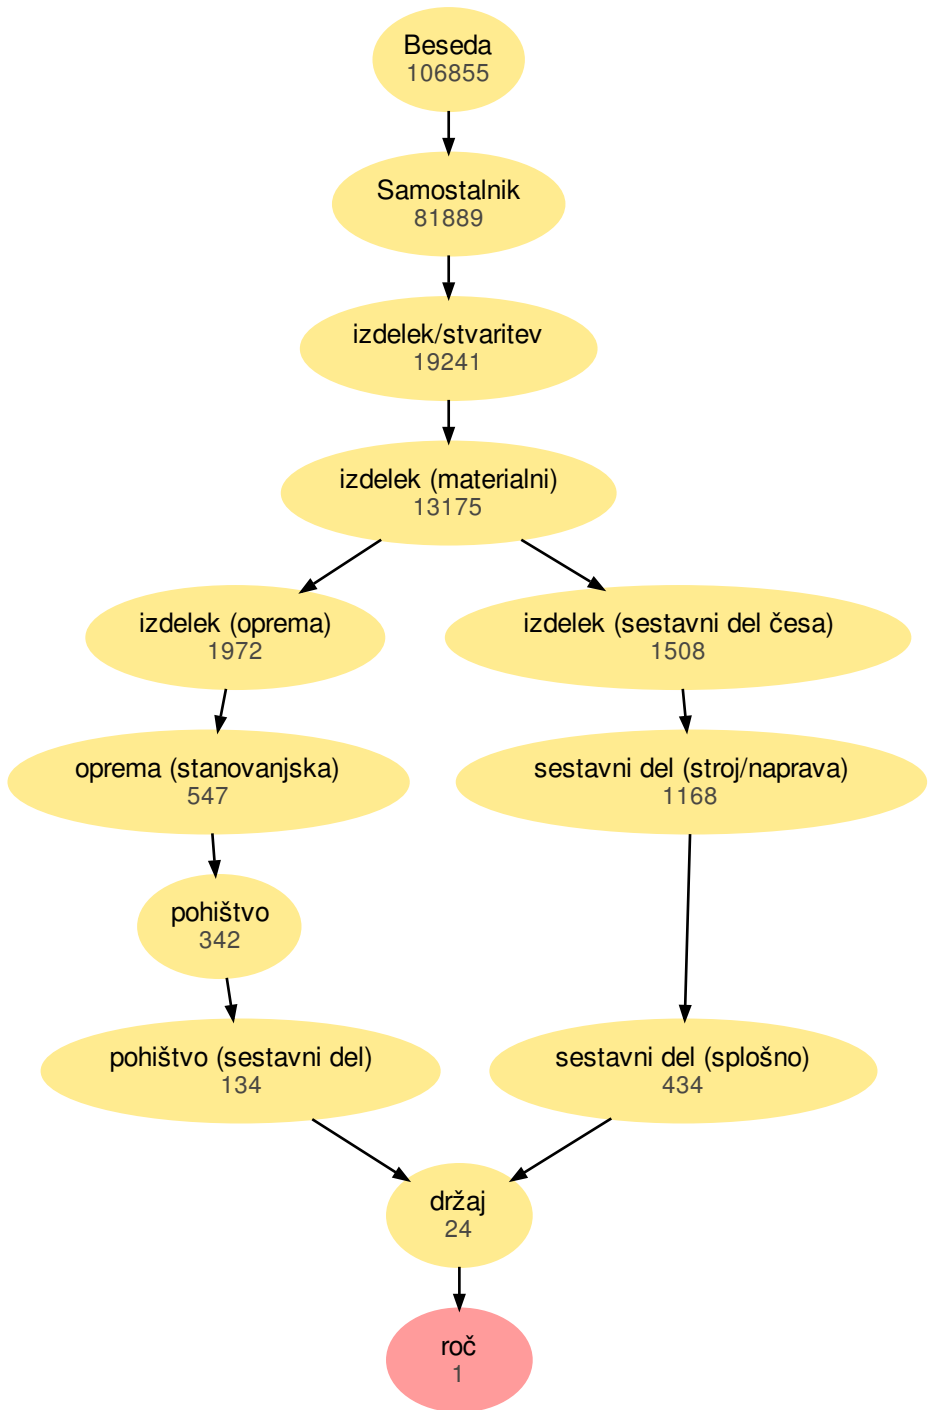 Beseda
106855
Samostalnik
81889
izdelek/stvaritev
19241
izdelek (materialni)
13175
izdelek (oprema)
1972
izdelek (sestavni del česa)
1508
oprema (stanovanjska)
547
sestavni del (stroj/naprava)
1168
pohištvo
342
pohištvo (sestavni del)
134
sestavni del (splošno)
434
držaj
24
roč
1